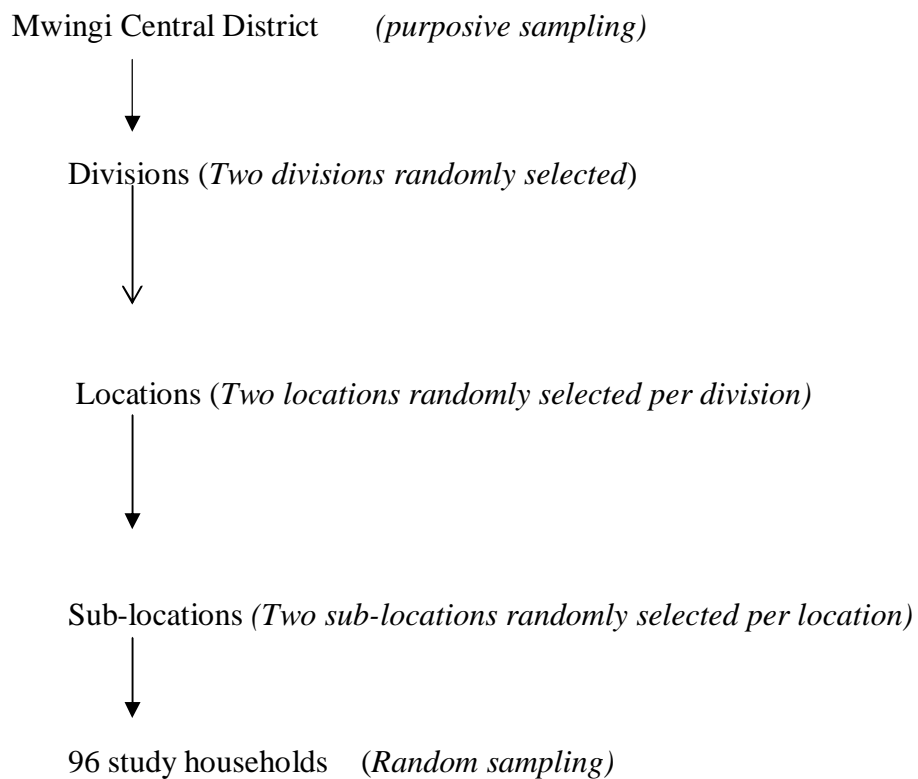 Mwingi Central District (purposive sampling)
Divisions (Two divisions randomly selected)
Locations (Two locations randomly selected per division)
Sub-locations (Two sub-locations randomly selected per location)
96 study households (Random sampling)